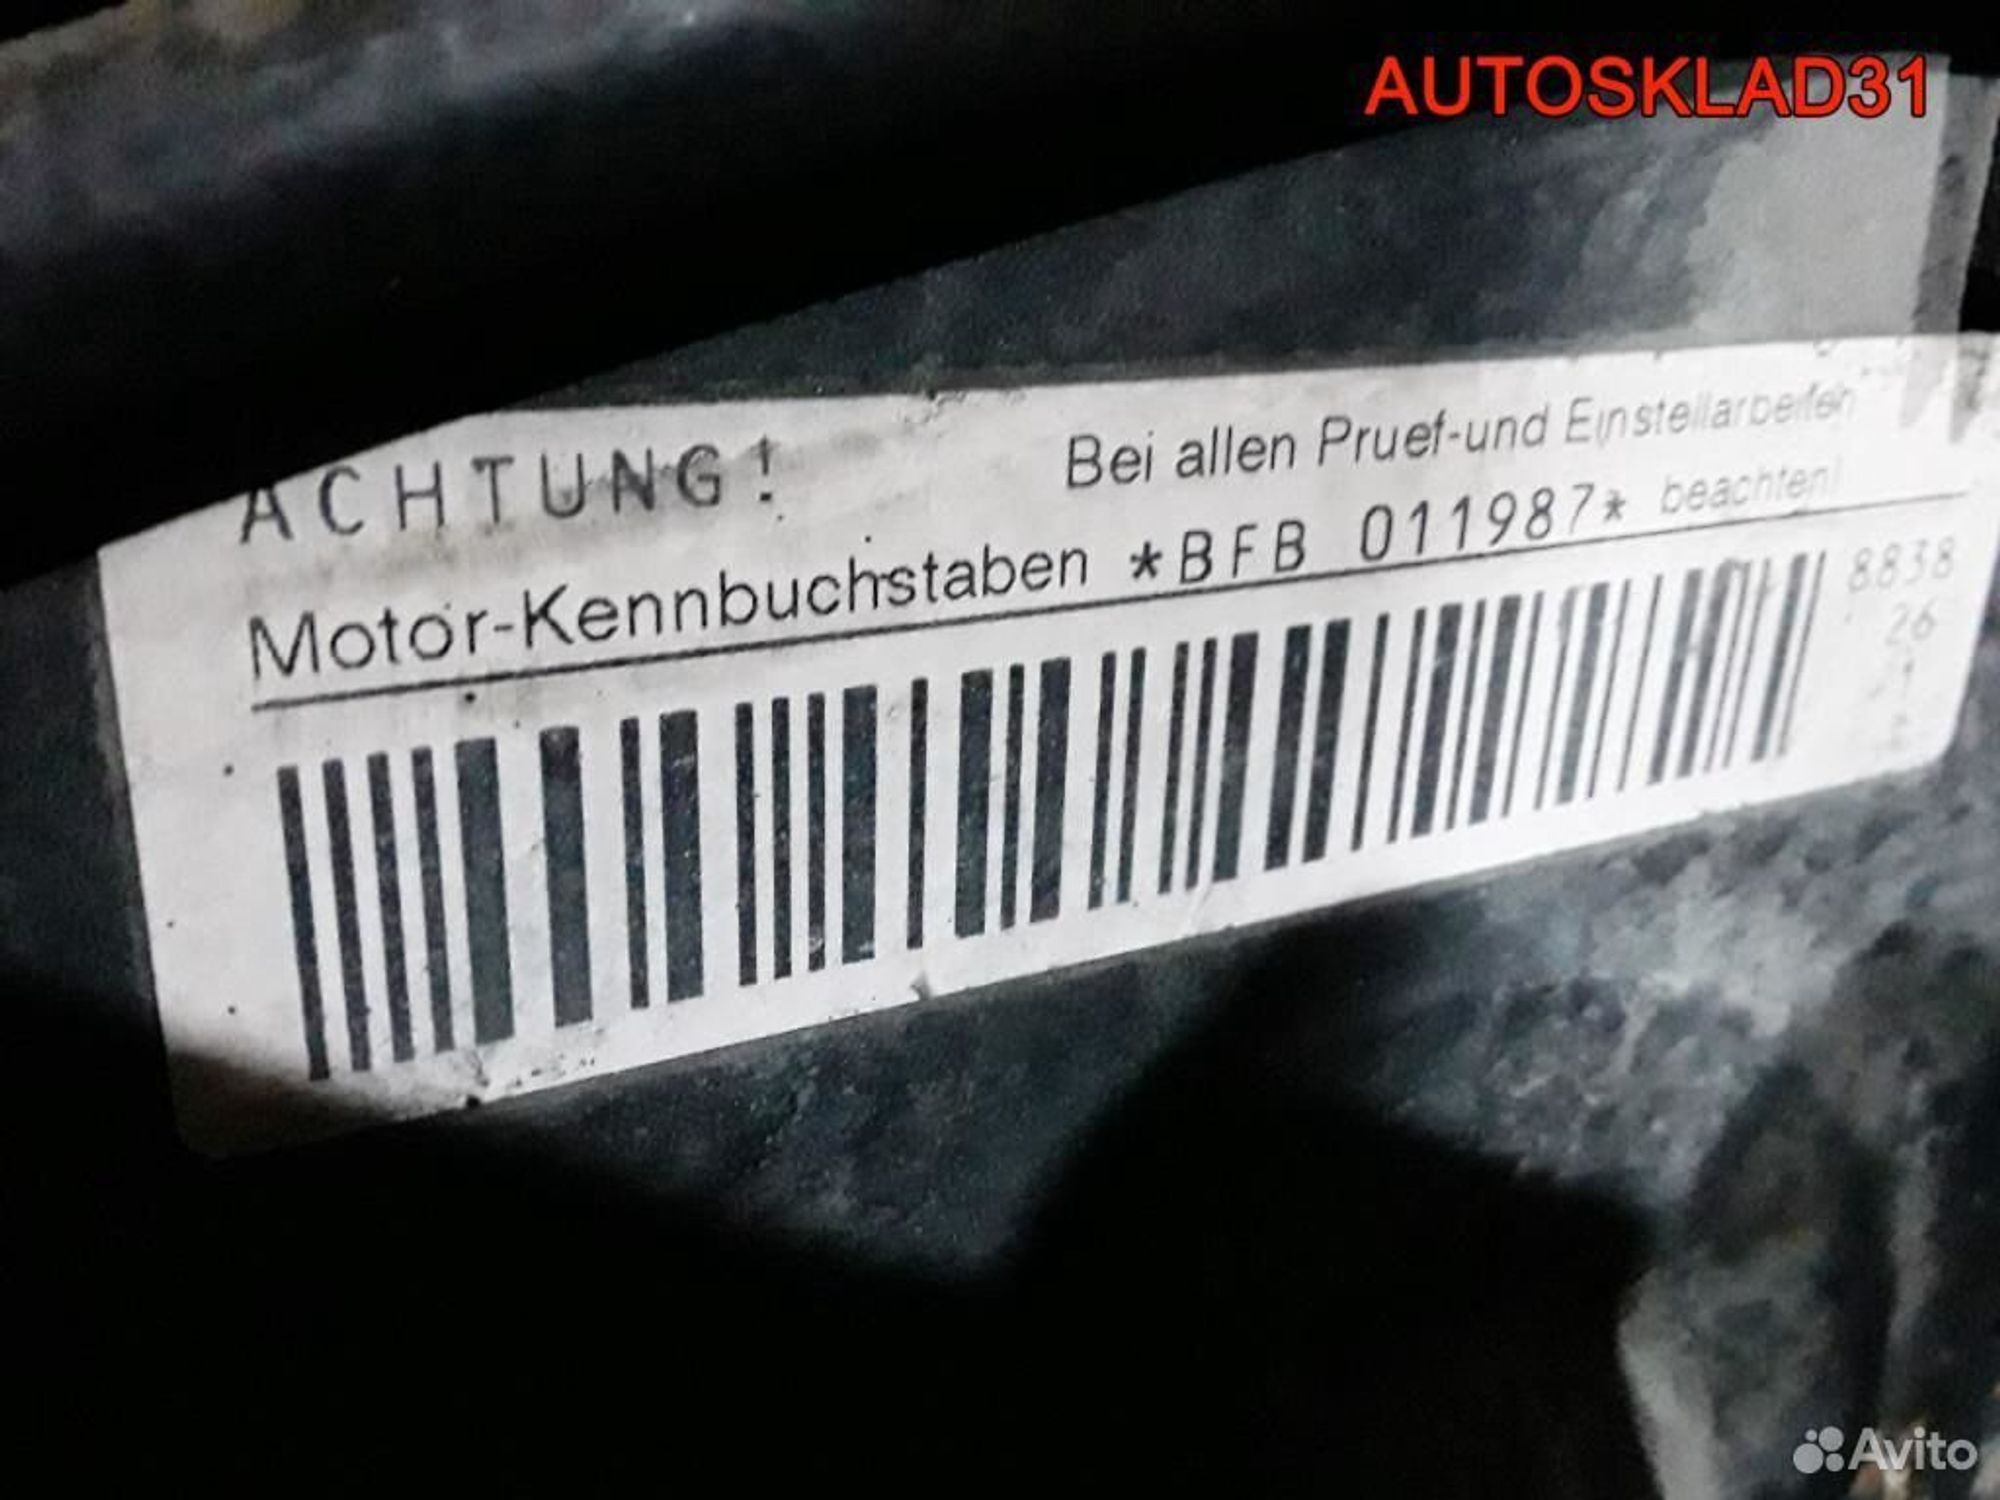 AUTOSKLAD31
ACHTUNG! Bei allen Pruef-und Einstellarbeiten
Motor-Kennbuchstaben *BFB 011987* beachten!
8838
26
Avito